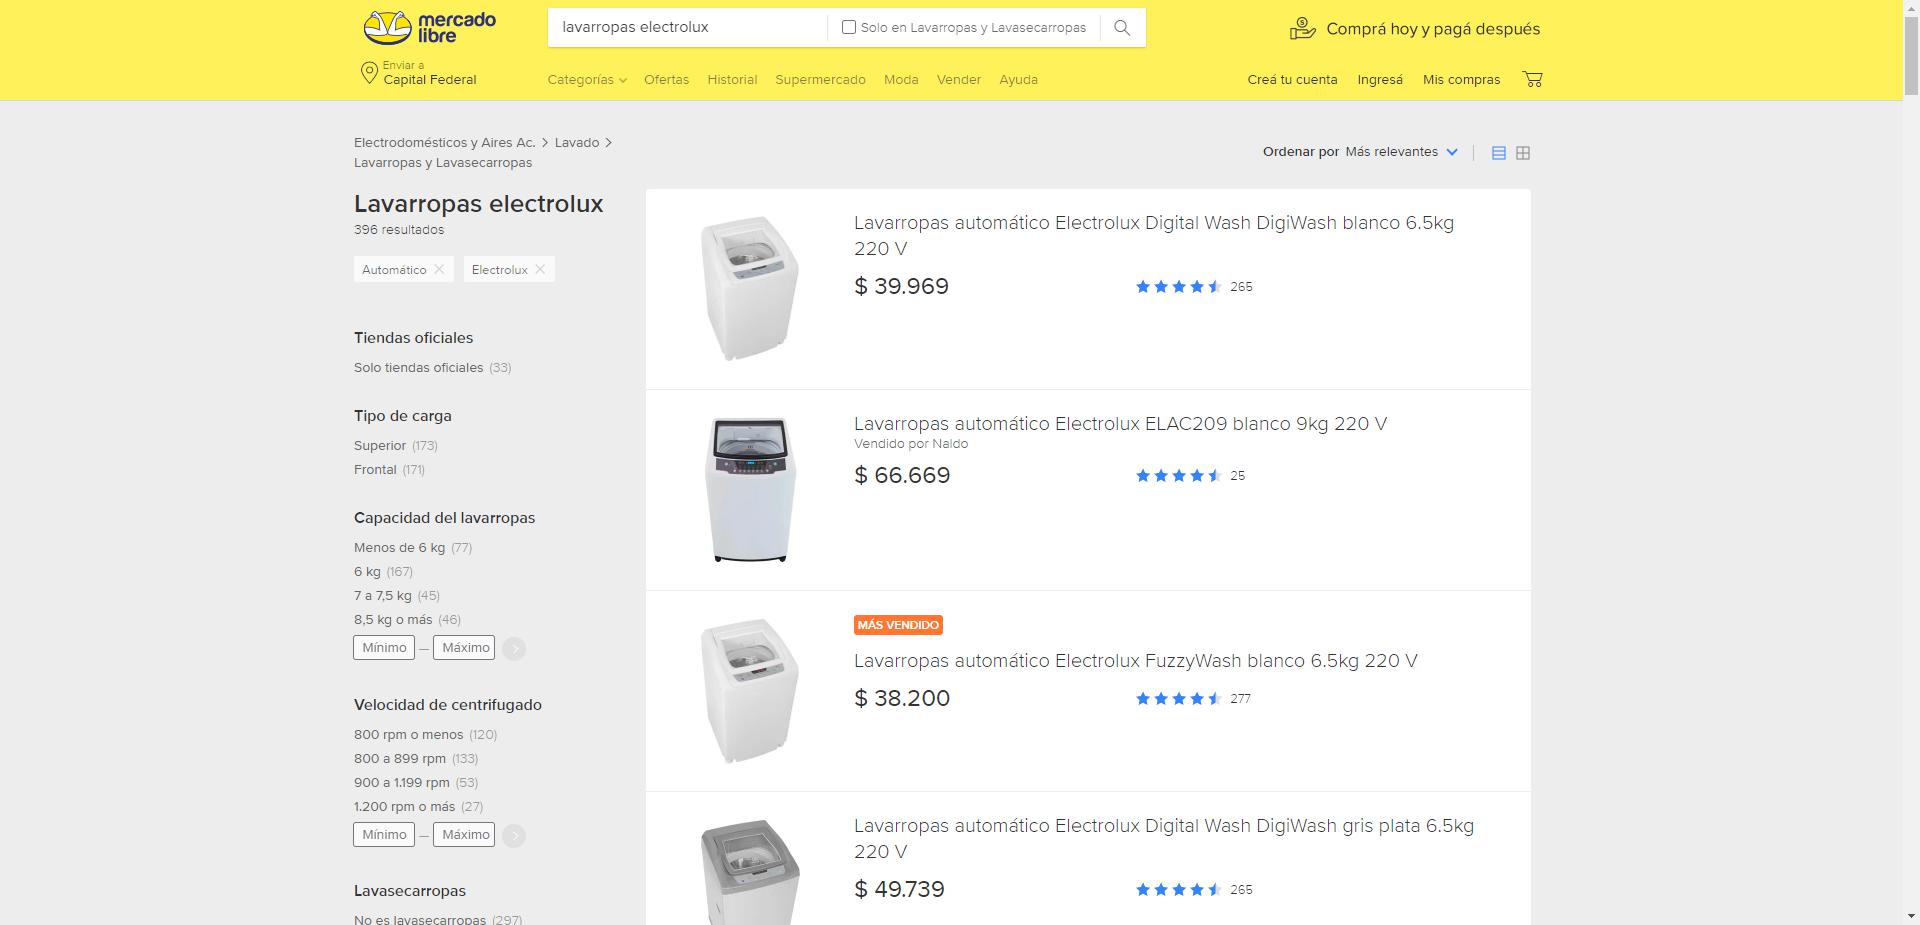 mercado
libre
lavarropas electrolux
Solo en Lavarropas y Lavasecarropas
Comprá hoy y pagá después
Enviar a
Capital Federal
Categorías
Ofertas
Historial
Supermercado
Moda
Vender
Ayuda
Creá tu cuenta
Ingresá
Mis compras
Electrodomésticos y Aires Ac. > Lavado >
Lavarropas y Lavasecarropas
Ordenar por Más relevantes
Lavarropas electrolux
396 resultados
Automático
Electrolux
Tiendas oficiales
Solo tiendas oficiales (33)
Tipo de carga
Superior (173)
Frontal (171)
Capacidad del lavarropas
Menos de 6 kg (77)
6 kg (167)
7 a 7,5 kg (45)
8,5 kg o más (46)
Mínimo — Máximo
Velocidad de centrifugado
800 rpm o menos (120)
800 a 899 rpm (133)
900 a 1.199 rpm (53)
1.200 rpm o más (27)
Mínimo — Máximo
Lavasecarropas
No es lavasecarropas (297)
Lavarropas automático Electrolux Digital Wash DigiWash blanco 6.5kg
220 V
$ 39.969
265
Lavarropas automático Electrolux ELAC209 blanco 9kg 220 V
Vendido por Naldo
$ 66.669
25
MÁS VENDIDO
Lavarropas automático Electrolux FuzzyWash blanco 6.5kg 220 V
$ 38.200
277
Lavarropas automático Electrolux Digital Wash DigiWash gris plata 6.5kg
220 V
$ 49.739
265